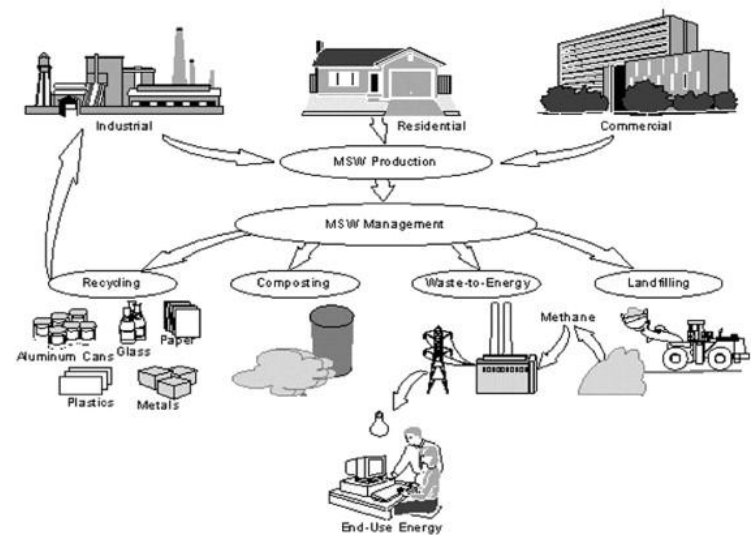 Industrial
Residential
Commercial
MSW Production
MSW Management
Recycling
Composting
Waste-to-Energy
Landfilling
Aluminum Cans
Glass
Paper
Methane
Plastics
Metals
End-Use Energy